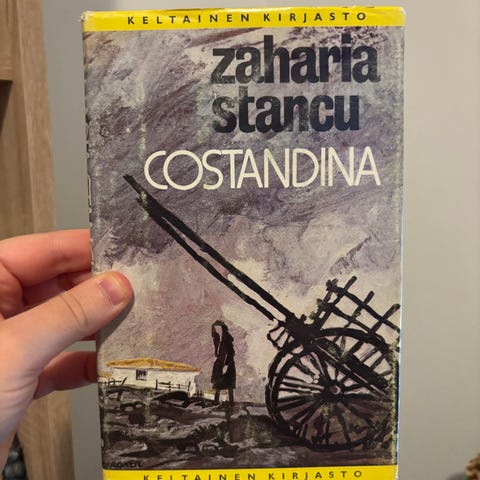 KELTAINEN KIRJASTO
zaharia
stancu
COSTANDINA
KELTAINEN KIRJASTO